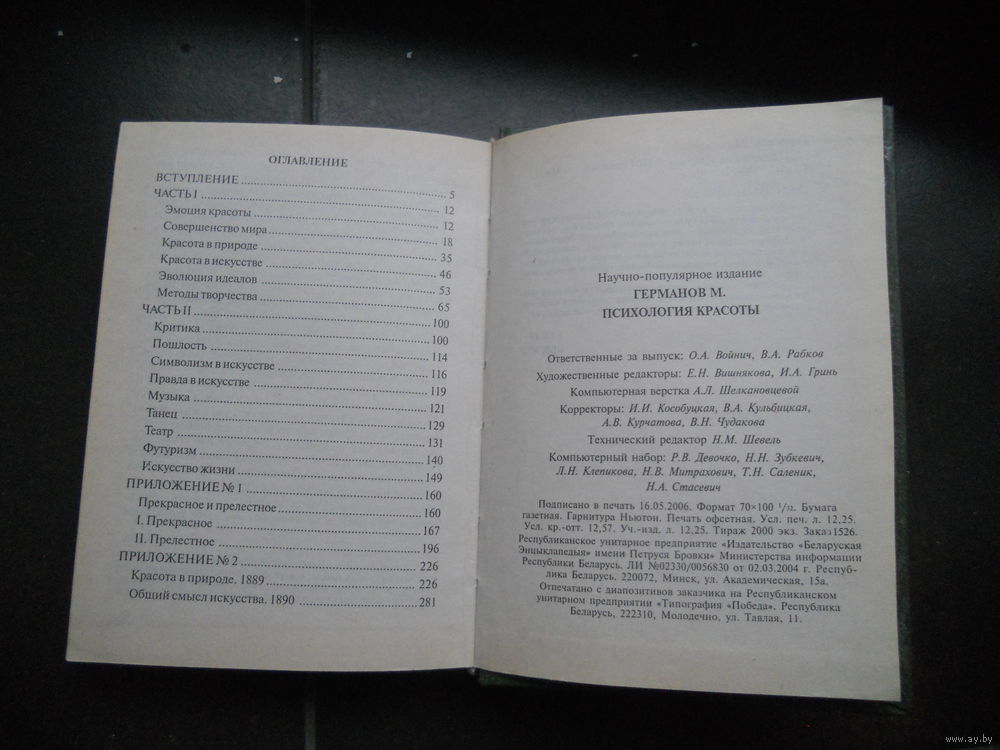 ОГЛАВЛЕНИЕ
ВСТУПЛЕНИЕ 5
ЧАСТЬ I 12
Эмоция красоты 12
Совершенство мира 18
Красота в природе 35
Красота в искусстве 46
Эволюция идеалов 53
Методы творчества 65
ЧАСТЬ II 100
Критика 100
Пошлость 114
Символизм в искусстве 116
Правда в искусстве 119
Музыка 121
Танец 129
Театр 131
Футуризм 140
Искусство жизни 149
ПРИЛОЖЕНИЕ № 1 160
Прекрасное и прелестное 160
I. Прекрасное 167
II. Прелестное 196
ПРИЛОЖЕНИЕ № 2 226
Красота в природе. 1889 226
Общий смысл искусства. 1890 281
Научно-популярное издание
ГЕРМАНОВ М.
ПСИХОЛОГИЯ КРАСОТЫ
Ответственные за выпуск: О.А. Войнич, В.А. Рабков
Художественные редакторы: Е.Н. Вишнякова, И.А. Гринь
Компьютерная верстка А.Л. Шелкановцевой
Корректоры: И.И. Кособуцкая, В.А. Кульбицкая,
А.В. Курчатова, В.Н. Чудакова
Технический редактор Н.М. Шевель
Компьютерный набор: Р.В. Девочко, Н.Н. Зубкевич,
Л.Н. Клепикова, Н.В. Митрахович, Т.Н. Саленик,
Н.А. Стасевич
Подписано в печать 16.05.2006. Формат 70×100 1/32. Бумага
газетная. Гарнитура Ньютон. Печать офсетная. Усл. печ. л. 12,25.
Усл. кр.-отт. 12,57. Уч.-изд. л. 12,25. Тираж 2000 экз. Заказ 1526.
Республиканское унитарное предприятие «Издательство «Беларуская
Энцыклапедыя» имени Петруся Бровки» Министерства информации
Республики Беларусь. ЛИ №02330/0056830 от 02.03.2004 г. Респуб-
лика Беларусь. 220072, Минск, ул. Академическая, 15а.
Отпечатано с диапозитивов заказчика на Республиканском
унитарном предприятии «Типография «Победа». Республика
Беларусь, 222310, Молодечно, ул. Тавлая, 11.
www.ay.by